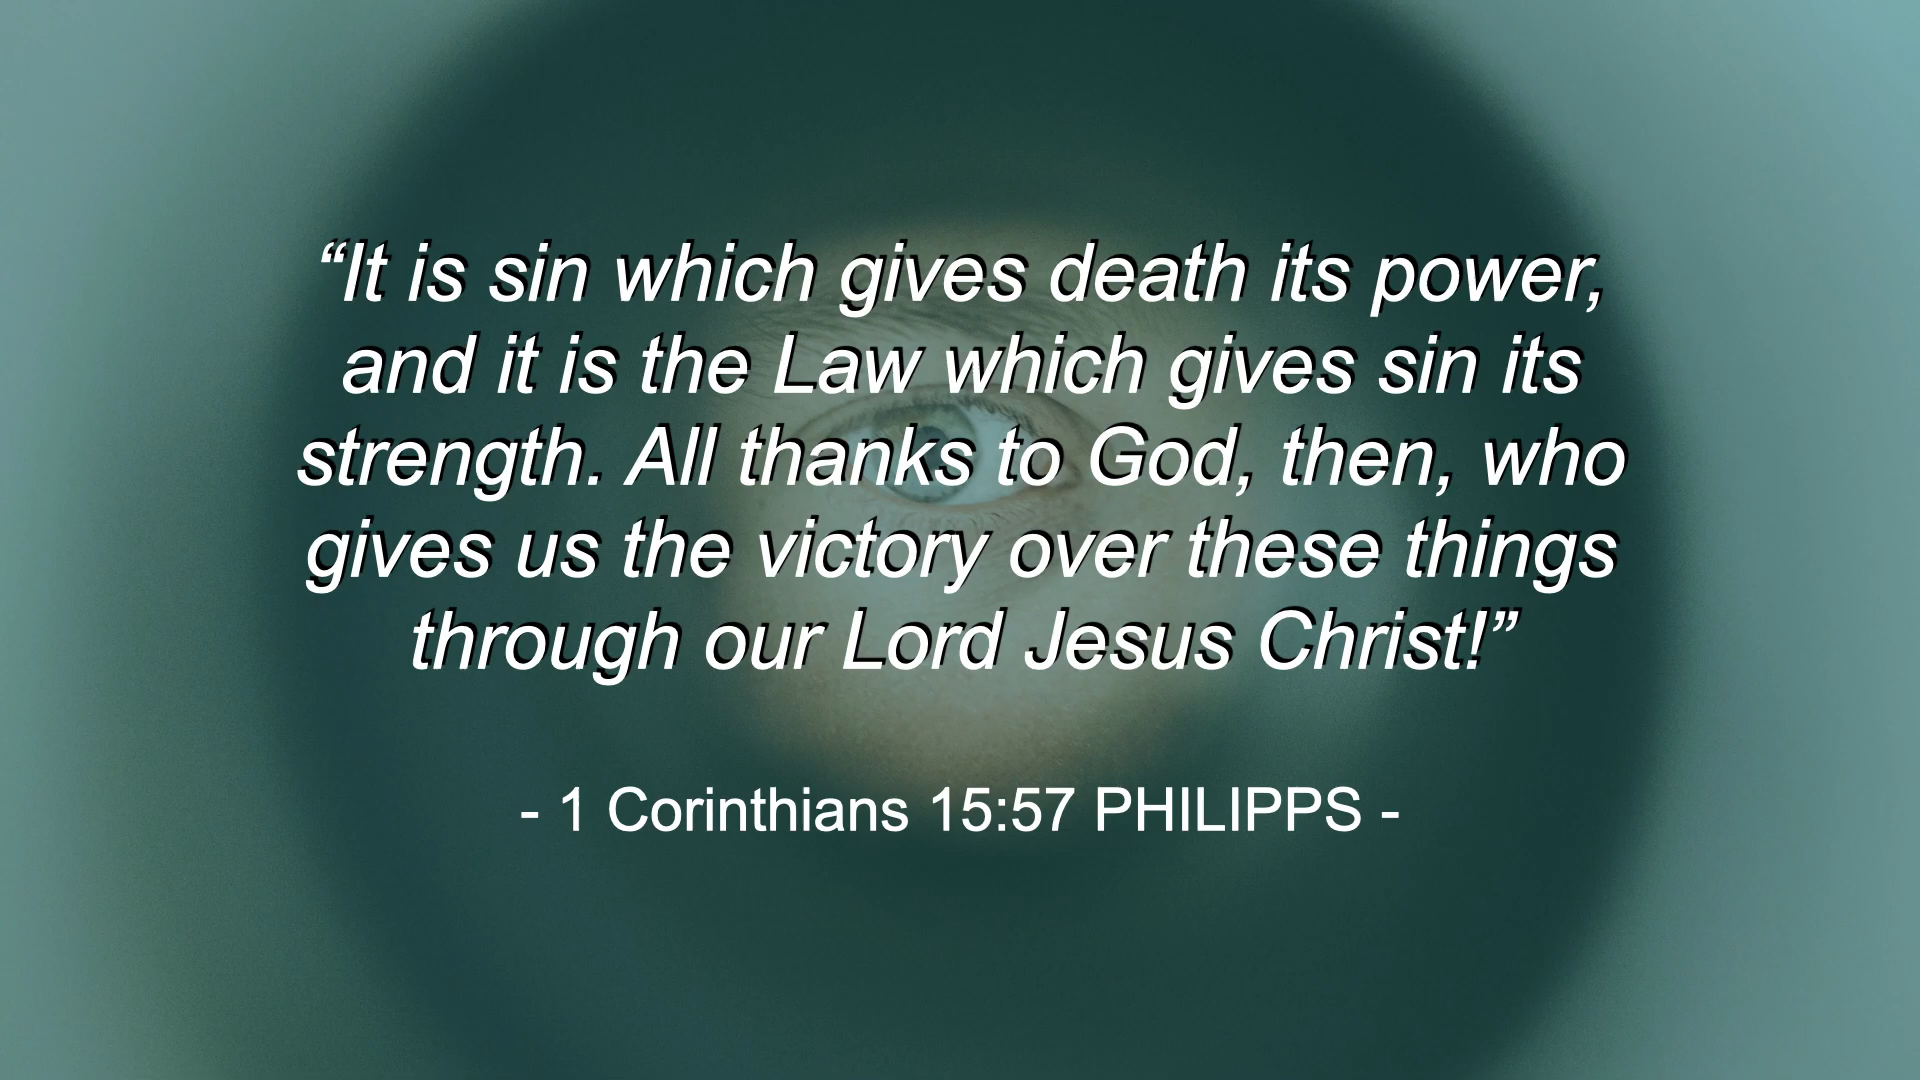 “It is sin which gives death its power,
and it is the Law which gives sin its
strength. All thanks to God, then, who
gives us the victory over these things
through our Lord Jesus Christ!”
- 1 Corinthians 15:57 PHILIPPS -